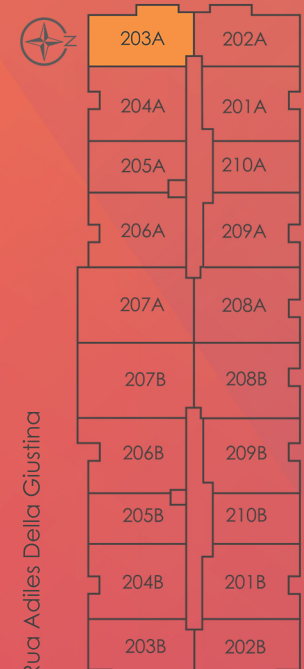 N
203A 202A
204A 201A
205A 210A
206A 209A
207A 208A
207B 208B
206B 209B
205B 210B
204B 201B
203B 202B
Rua Adiles Della Giustina